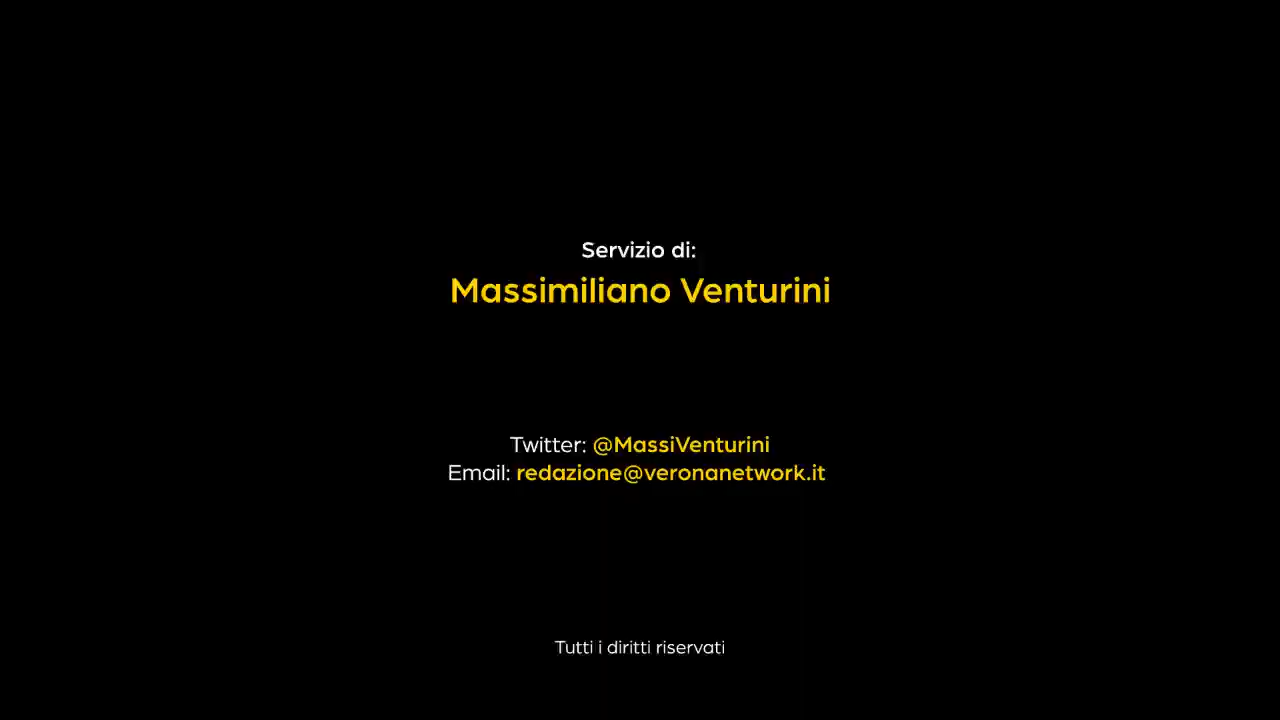 Servizio di:
Massimiliano Venturini
Twitter: @MassiVenturini
Email: redazione@veronanetwork.it
Tutti i diritti riservati